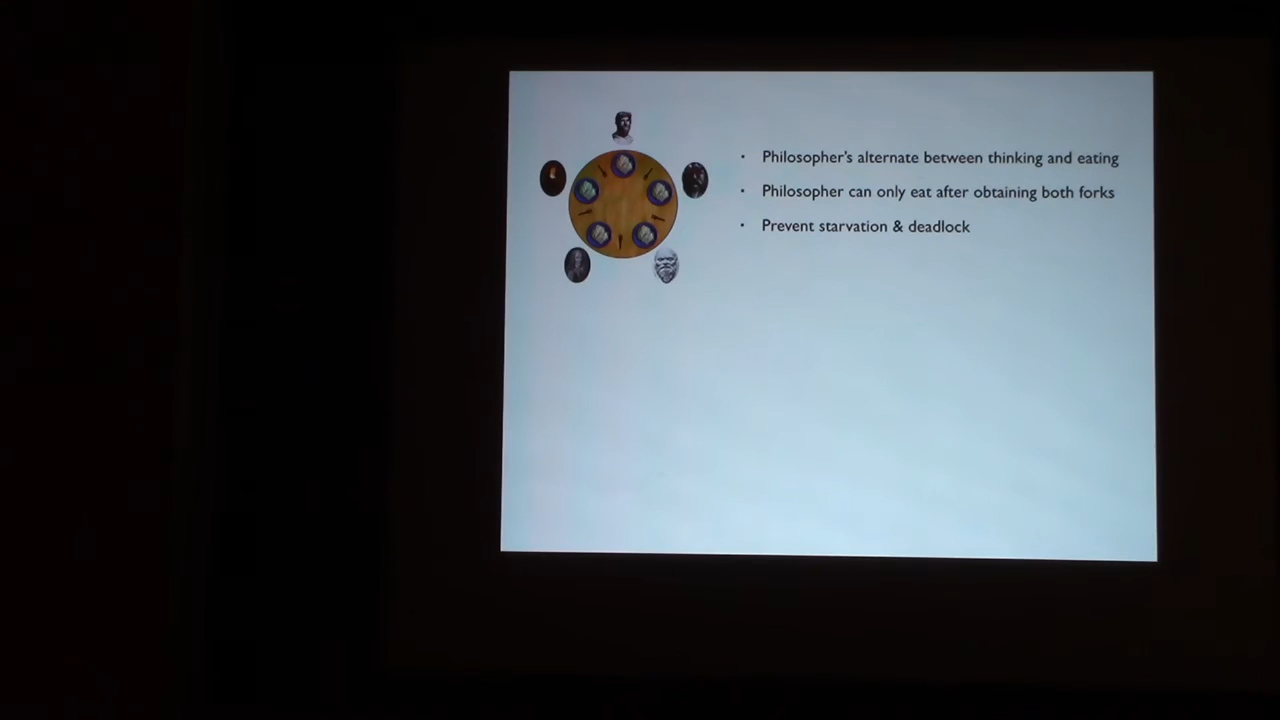 • Philosopher's alternate between thinking and eating
• Philosopher can only eat after obtaining both forks
• Prevent starvation & deadlock